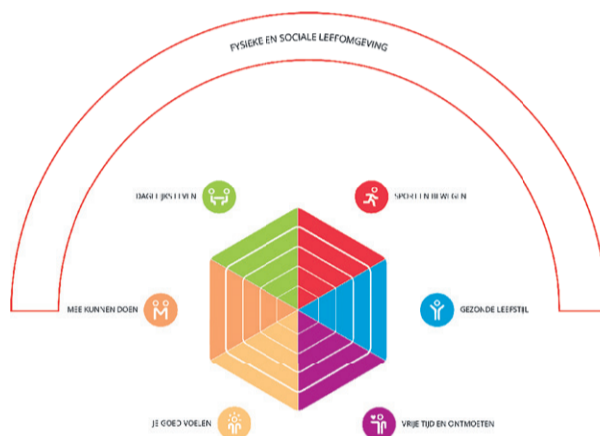 FYSIEKE EN SOCIALE LEEFOMGEVING
DAGELIJKS LEVEN
SPORT EN BEWEGEN
MEE KUNNEN DOEN
GEZONDE LEEFSTIJL
JE GOED VOELEN
VRIJE TIJD EN ONTMOETEN